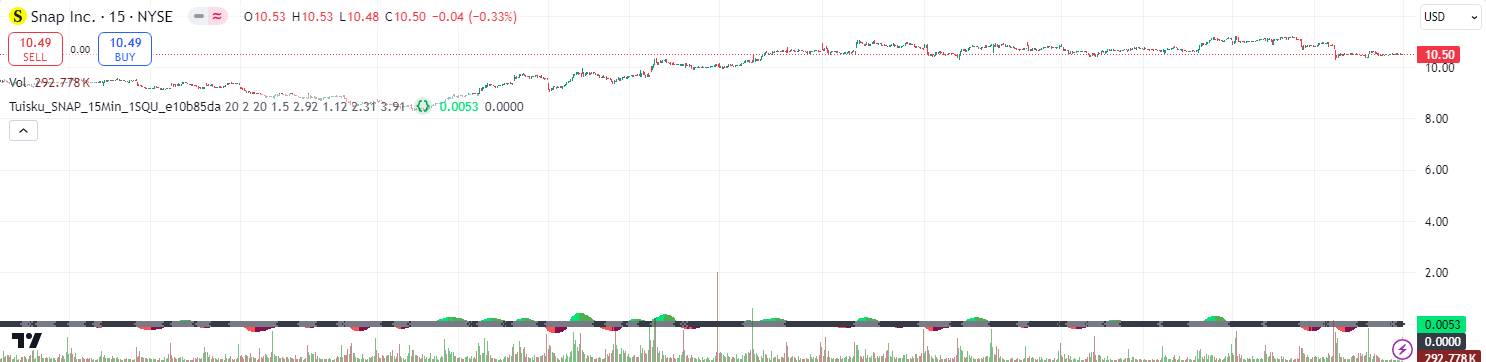 S Snap Inc. · 15 · NYSE O10.53 H10.53 L10.48 C10.50 −0.04 (−0.33%) USD
10.49 SELL 0.00 10.49 BUY
10.50
10.00
Vol 292.778K
Tuisku_SNAP_15Min_1SQU_e10b85da 20 2 20 1.5 2.92 1.12 2.31 3.91 0.0053 0.0000
8.00
6.00
4.00
2.00
0.0053
0.0000
292.778K